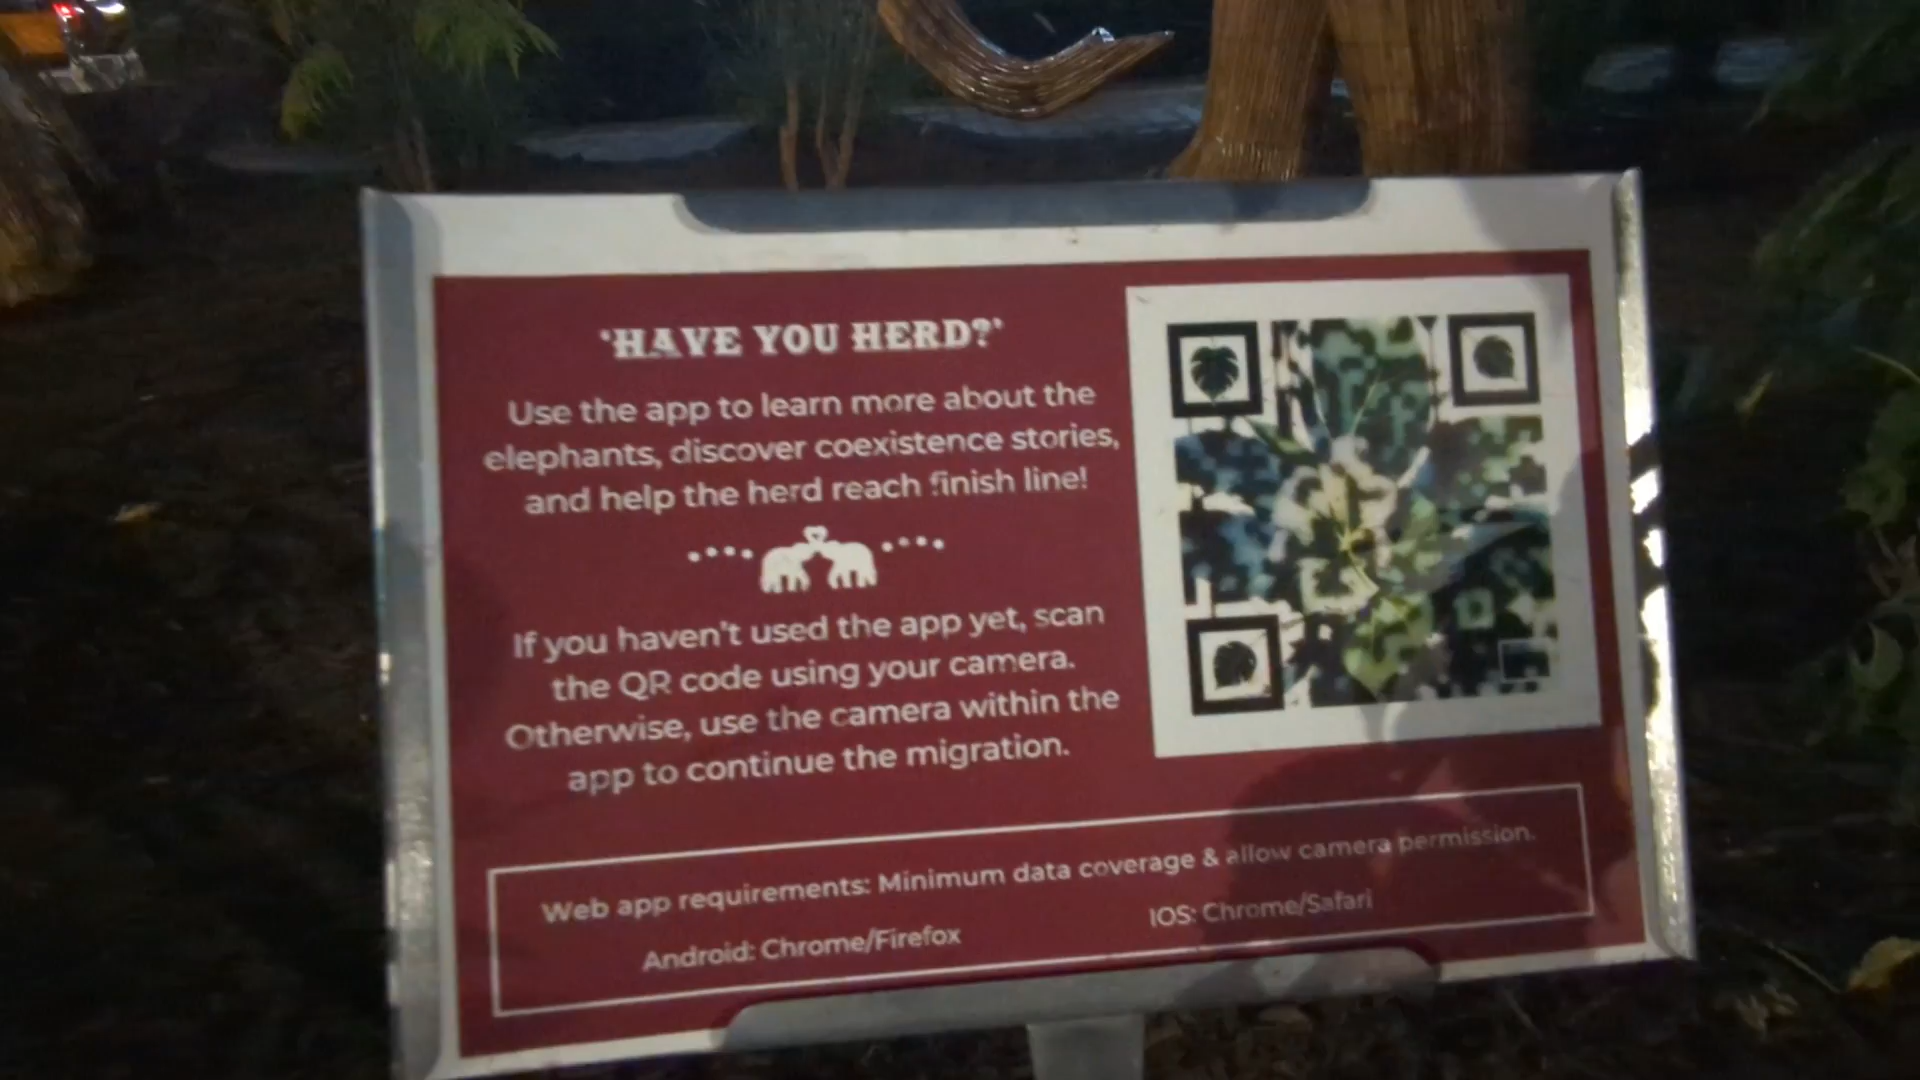 ‘HAVE YOU HERD?’
Use the app to learn more about the
elephants, discover coexistence stories,
and help the herd reach finish line!
If you haven't used the app yet, scan
the QR code using your camera.
Otherwise, use the camera within the
app to continue the migration.
Web app requirements: Minimum data coverage & allow camera permission.
Android: Chrome/Firefox
IOS: Chrome/Safari